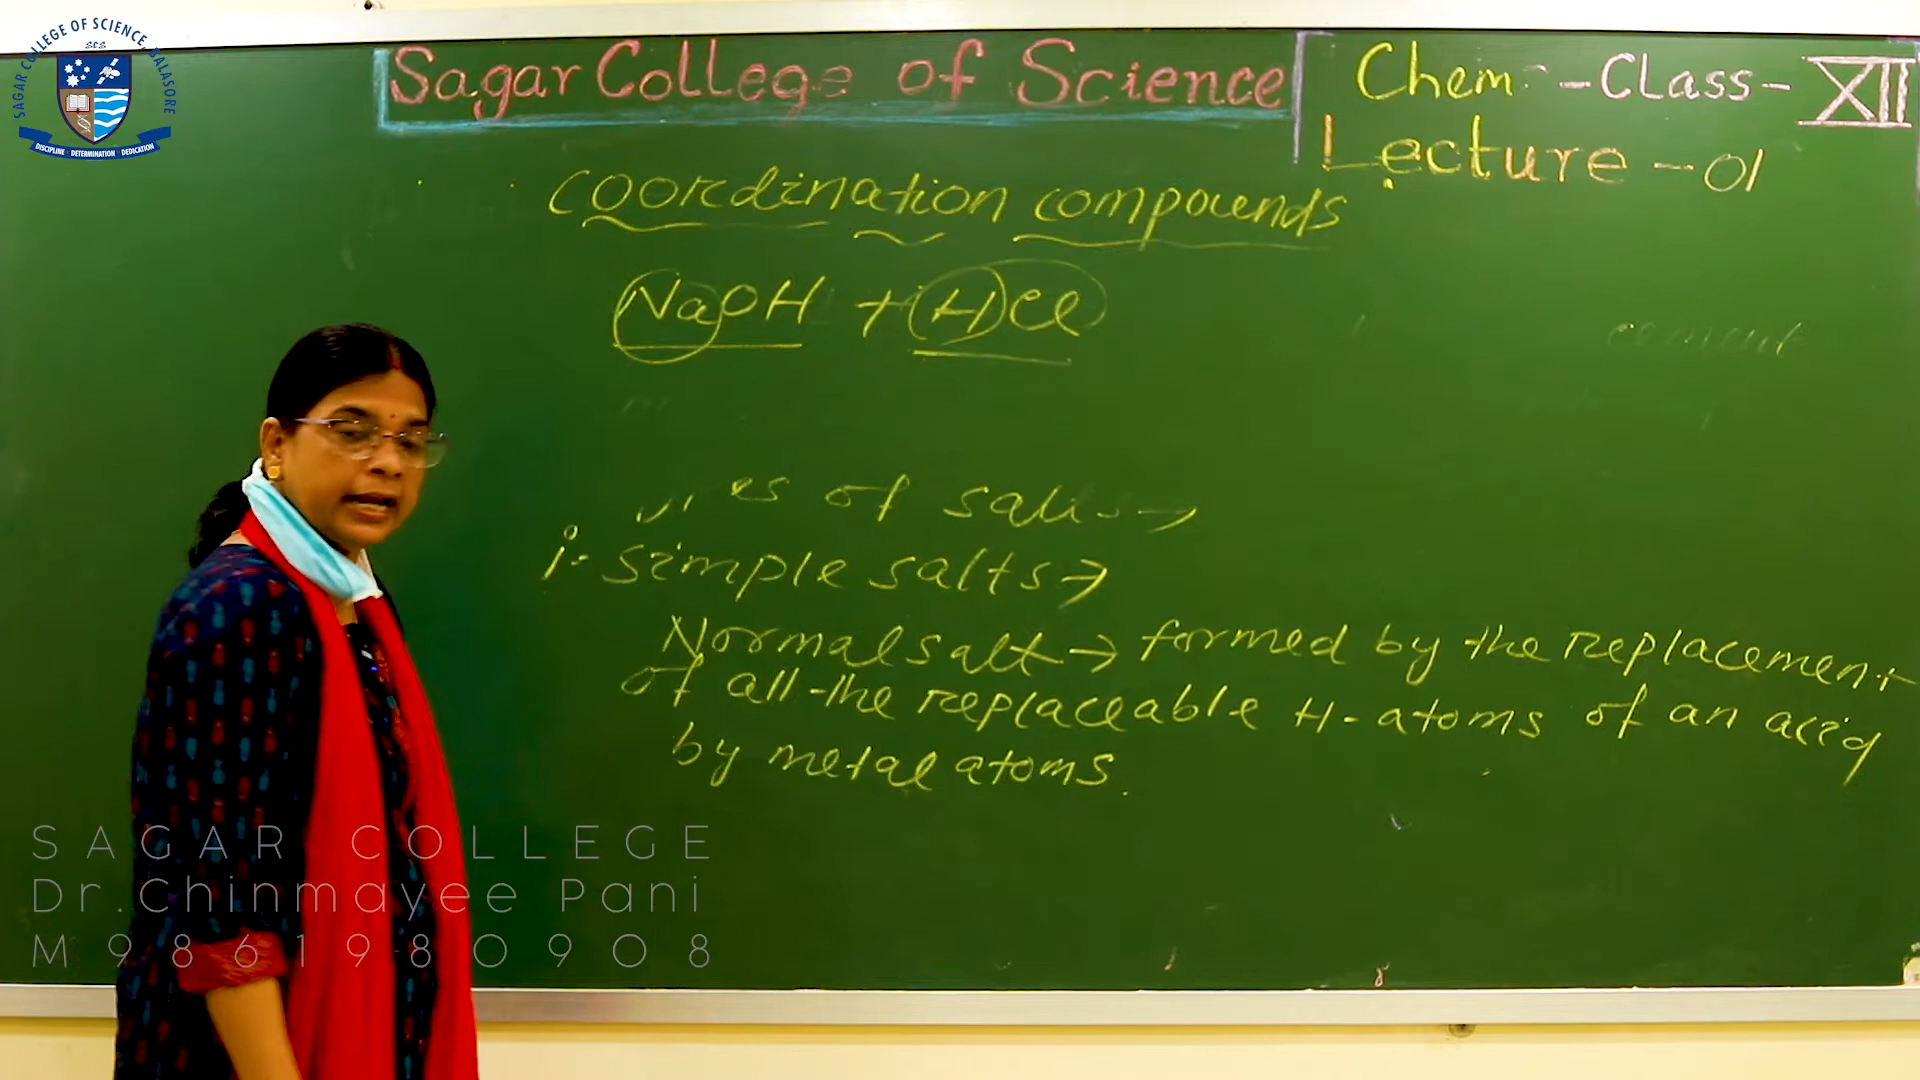 SAGAR COLLEGE OF SCIENCE, BALASORE
SCS
DISCIPLINE DETERMINATION DEDICATION
Sagar College of Science
Chem - Class - XII
Lecture - 01
Coordination compounds
NaOH + HCl
of salts →
i. simple salts →
Normal salt → formed by the replacement
of all the replaceable H-atoms of an acid
by metal atoms.
SAGAR COLLEGE
Dr.Chinmayee Pani
M 9861980908